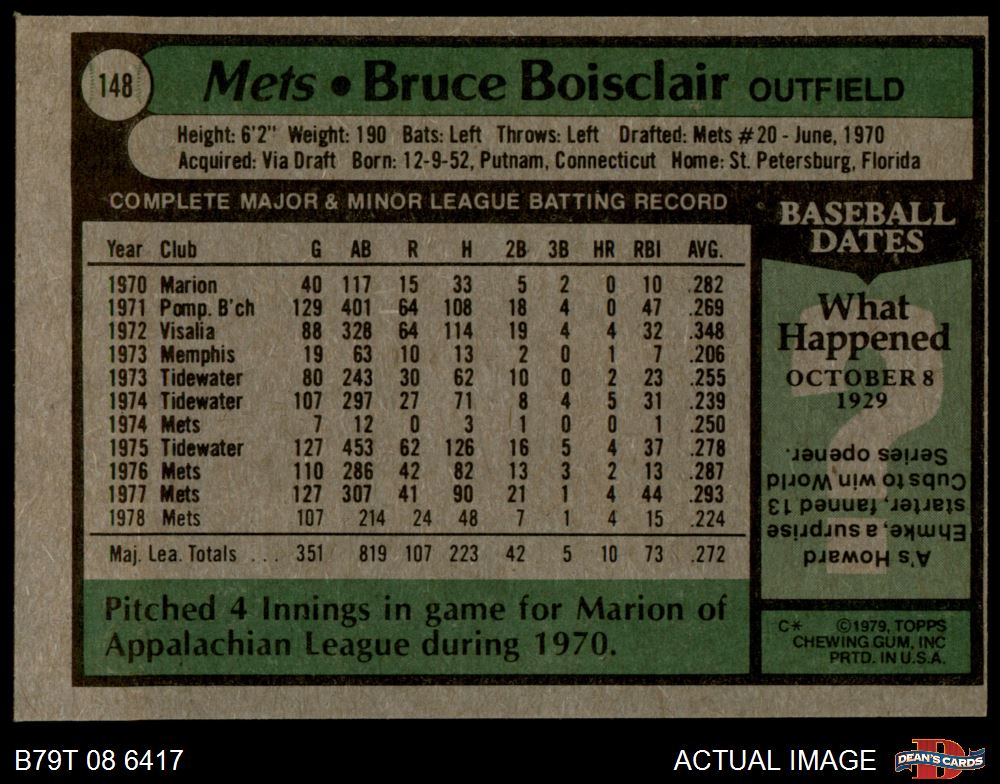 148
Mets • Bruce Boisclair OUTFIELD
Height: 6'2" Weight: 190 Bats: Left Throws: Left Drafted: Mets #20 - June, 1970
Acquired: Via Draft Born: 12-9-52, Putnam, Connecticut Home: St. Petersburg, Florida
COMPLETE MAJOR & MINOR LEAGUE BATTING RECORD
Year Club G AB R H 2B 3B HR RBI AVG.
1970 Marion 40 117 15 33 5 2 0 10 .282
1971 Pomp. B'ch 129 401 64 108 18 4 0 47 .269
1972 Visalia 88 328 64 114 19 4 4 32 .348
1973 Memphis 19 63 10 13 2 0 1 7 .206
1973 Tidewater 80 243 30 62 10 0 2 23 .255
1974 Tidewater 107 297 27 71 8 4 5 31 .239
1974 Mets 7 12 0 3 1 0 0 1 .250
1975 Tidewater 127 453 62 126 16 5 4 37 .278
1976 Mets 110 286 42 82 13 3 2 13 .287
1977 Mets 127 307 41 90 21 1 4 44 .293
1978 Mets 107 214 24 48 7 1 4 15 .224
Maj. Lea. Totals . . . 351 819 107 223 42 5 10 73 .272
Pitched 4 Innings in game for Marion of
Appalachian League during 1970.
BASEBALL
DATES
What
Happened
OCTOBER 8
1929
?
A's Howard
Ehmke, a surprise
starter, fanned 13
Cubs to win World
Series opener.
C* ©1979, TOPPS
CHEWING GUM, INC
PRTD. IN U.S.A.
B79T 08 6417
ACTUAL IMAGE
D
DEAN'S CARDS